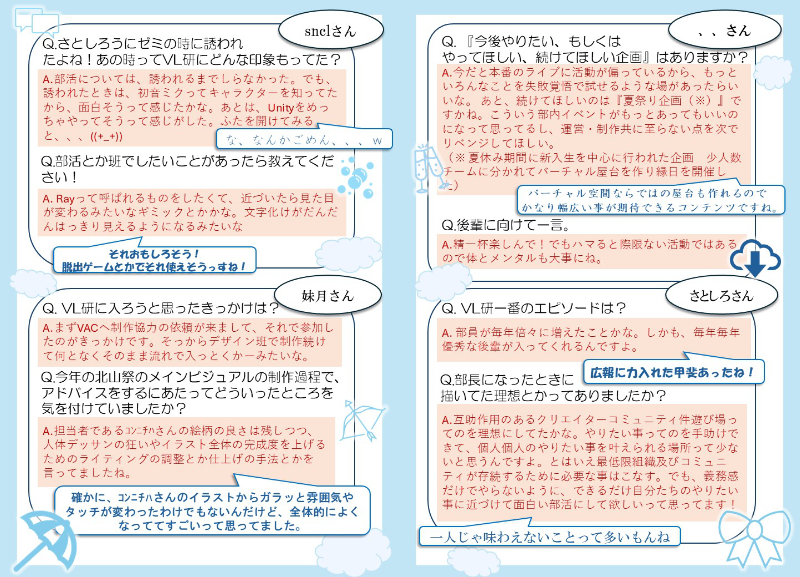 snclさん
Q.さとしろうにゼミの時に誘われ
たよね！あの時ってVL研にどんな印象もってた？
A.部活については、誘われるまでしらなかった。でも、
誘われたときは、初音ミクってキャラクターを知ってた
から、面白そうって感じたかな。あとは、Unityをめっ
ちゃやってそうって感じがした。ふたを開けてみる
と、、、((+_+))
な、なんかごめん、、、ｗ
Q.部活とか班でしたいことがあったら教えてくだ
さい！
A. Rayって呼ばれるものをしたくて、近づいたら見た目
が変わるみたいなギミックとかかな。文字化けがだんだ
んはっきり見えるようになるみたいな
それおもしろそう！
脱出ゲームとかでそれ使えそうっすね！
妹月さん
Q. VL研に入ろうと思ったきっかけは？
A.まずVACへ制作協力の依頼が来まして、それで参加し
たのがきっかけです。そっからデザイン班で制作続け
て何となくそのまま流れで入っとくかーみたいな。
Q.今年の北山祭のメインビジュアルの制作過程で、
アドバイスをするにあたってどういったところを
気を付けていましたか？
A.担当者であるｺﾝﾆﾁﾊさんの絵柄の良さは残しつつ、
人体デッサンの狂いやイラスト全体の完成度を上げる
ためのライティングの調整とか仕上げの手法とかを
言ってましたね。
確かに、ｺﾝﾆﾁﾊさんのイラストからガラッと雰囲気や
タッチが変わったわけでもないんだけど、全体的によく
なっててすごいって思ってました。
、、さん
Q. 『今後やりたい、もしくは
やってほしい、続けてほしい企画』はありますか？
A.今だと本番のライブに活動が偏っているから、もっと
いろんなことを失敗覚悟で試せるような場があったらい
いな。 あと、続けてほしいのは『夏祭り企画（※）』で
すかね。こういう部内イベントがもっとあってもいいの
になって思ってるし、運営・制作共に至らない点を次で
リベンジしてほしい。
（※夏休み期間に新入生を中心に行われた企画　少人数
チームに分かれてバーチャル屋台を作り縁日を開催し
た）
バーチャル空間ならではの屋台も作れるので
かなり幅広い事が期待できるコンテンツですね。
Q.後輩に向けて一言。
A.精一杯楽しんで！でもハマると際限ない活動ではある
ので体とメンタルも大事にね。
さとしろさん
Q. VL研一番のエピソードは？
A. 部員が毎年倍々に増えたことかな。しかも、毎年毎年
優秀な後輩が入ってくれるんですよ。
広報に力入れた甲斐あったね！
Q.部長になったときに
描いてた理想とかってありましたか？
A.互助作用のあるクリエイターコミュニティ件遊び場っ
てのを理想にしてたかな。やりたい事ってのを手助けで
きて、個人個人のやりたい事を叶えられる場所って少な
いと思うんですよ。とはいえ最低限組織及びコミュニ
ティが存続するために必要な事はこなす。でも、義務感
だけでやらないように、できるだけ自分たちのやりたい
事に近づけて面白い部活にして欲しいって思ってます！
一人じゃ味わえないことって多いもんね